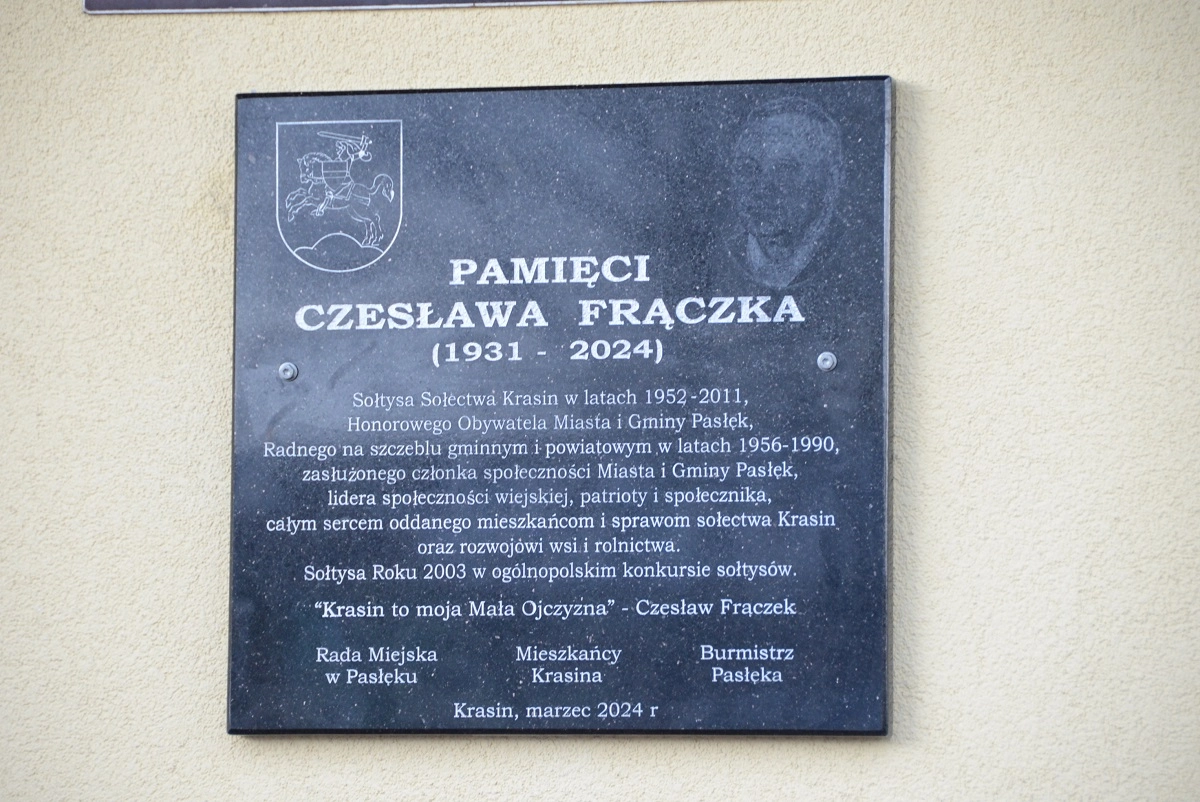 PAMIĘCI
CZESŁAWA FRĄCZKA
(1931 - 2024)
Sołtysa Sołectwa Krasin w latach 1952-2011,
Honorowego Obywatela Miasta i Gminy Pasłęk,
Radnego na szczeblu gminnym i powiatowym w latach 1956-1990,
zasłużonego członka społeczności Miasta i Gminy Pasłęk,
lidera społeczności wiejskiej, patrioty i społecznika,
całym sercem oddanego mieszkańcom i sprawom sołectwa Krasin
oraz rozwojowi wsi i rolnictwa.
Sołtysa Roku 2003 w ogólnopolskim konkursie sołtysów.
“Krasin to moja Mała Ojczyzna” - Czesław Frączek
Rada Miejska Mieszkańcy Burmistrz
w Pasłęku Krasina Pasłęka
Krasin, marzec 2024 r